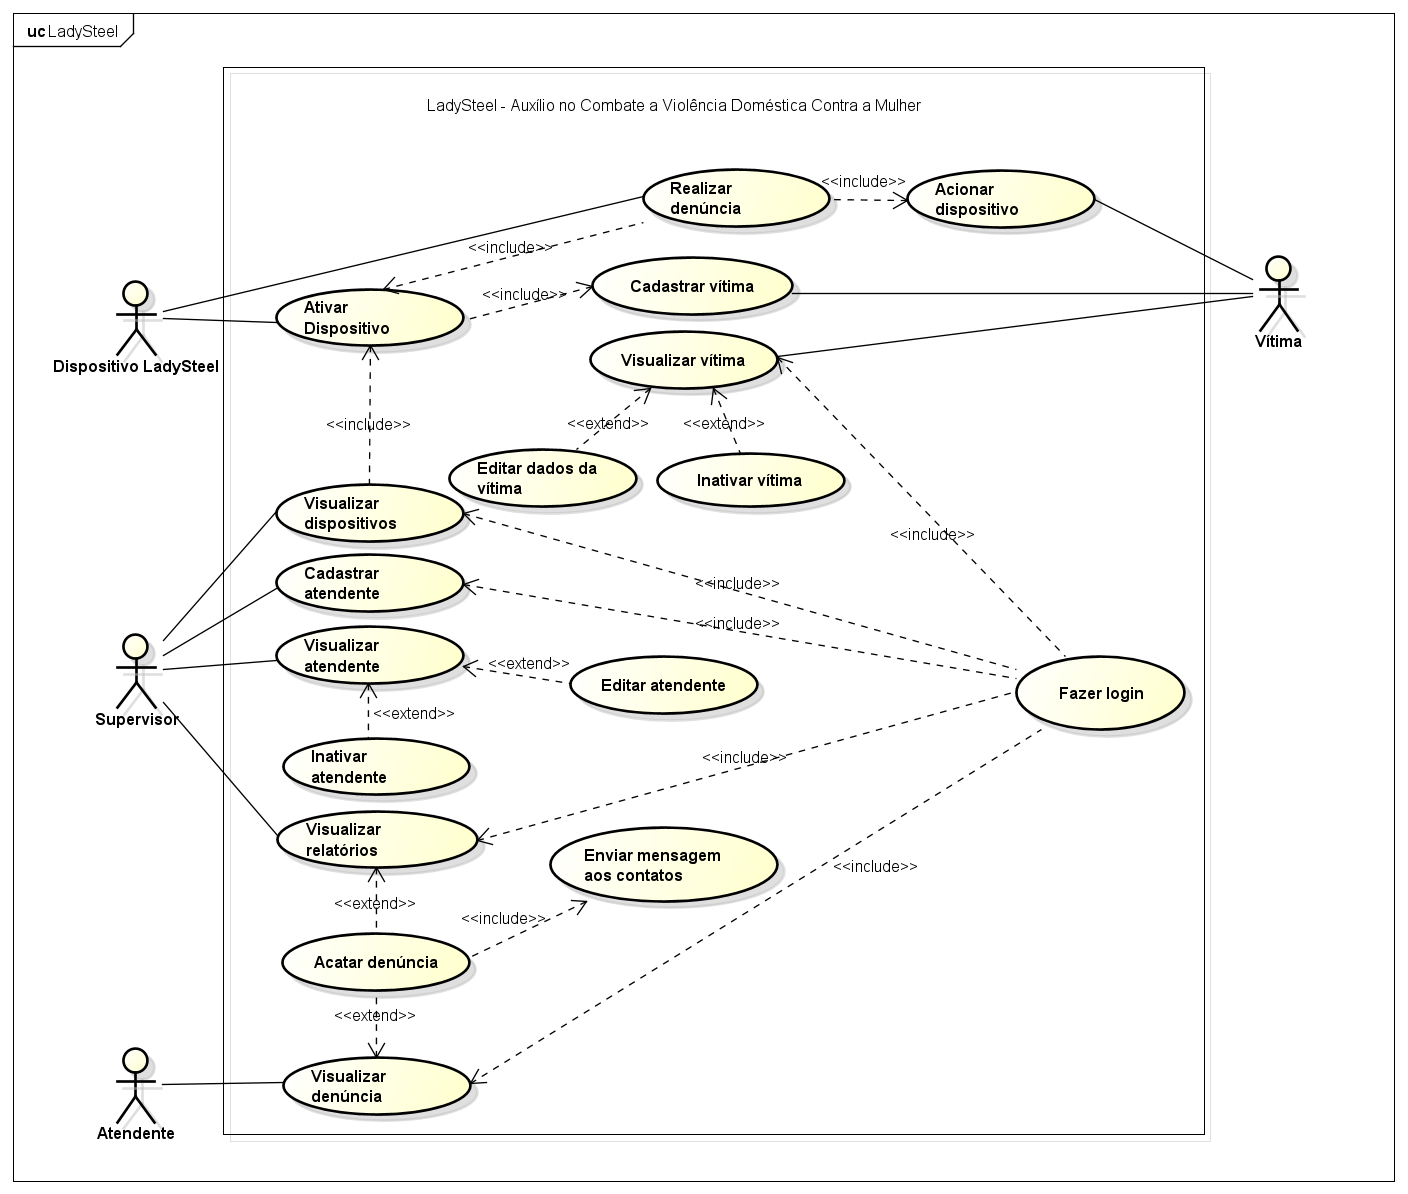 uc LadySteel
LadySteel - Auxílio no Combate a Violência Doméstica Contra a Mulher
Realizar
denúncia
<<include>>
Acionar
dispositivo
<<include>>
Ativar
Dispositivo
<<include>>
Cadastrar vítima
Dispositivo LadySteel
Vítima
Visualizar vítima
<<include>>
<<extend>>
<<extend>>
Editar dados da
vítima
Inativar vítima
Visualizar
dispositivos
<<include>>
<<include>>
Cadastrar
atendente
<<include>>
Visualizar
atendente
<<extend>>
Editar atendente
Fazer login
Supervisor
<<extend>>
Inativar
atendente
<<include>>
Visualizar
relatórios
Enviar mensagem
aos contatos
<<include>>
<<extend>>
<<include>>
Acatar denúncia
<<extend>>
Visualizar
denúncia
Atendente